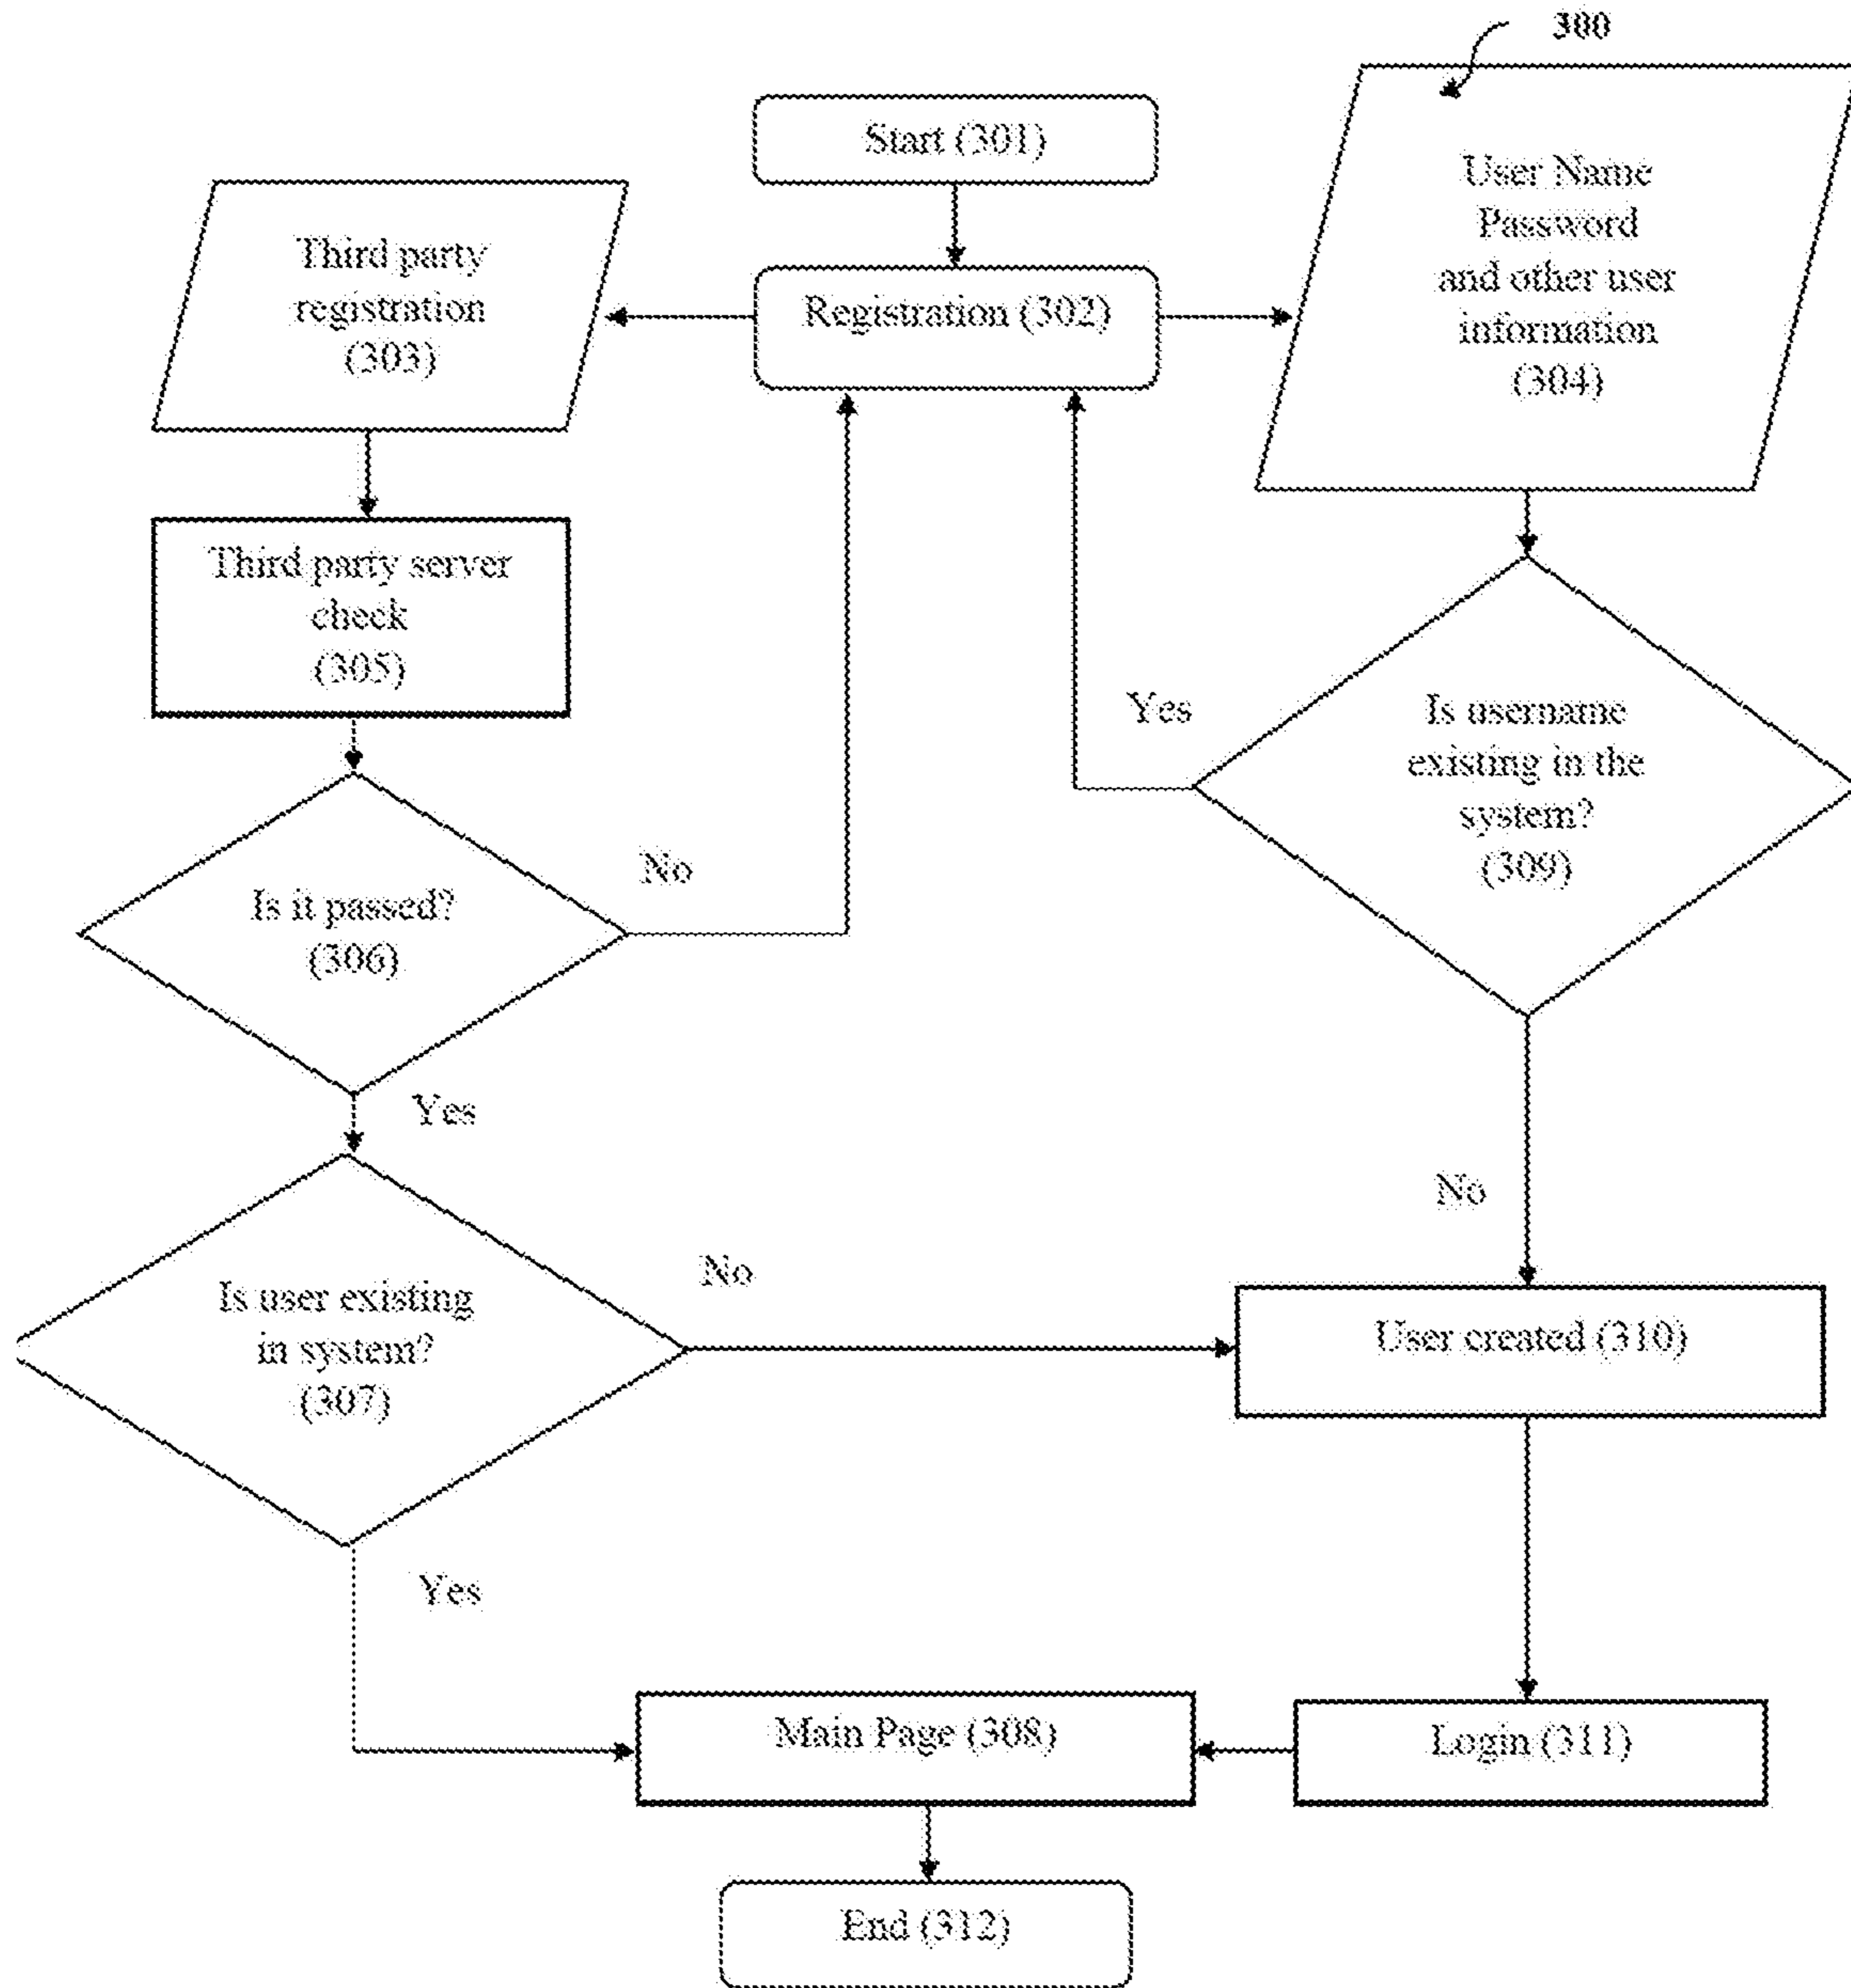 300
Start (301)
Third party
registration
(303)
Registration (302)
User Name
Password
and other user
information
(304)
Third party server
check
(305)
Yes
Is username
existing in the
system?
(309)
No
Is it passed?
(306)
Yes
No
No
Is user existing
in system?
(307)
User created (310)
Yes
Main Page (308)
Login (311)
End (312)